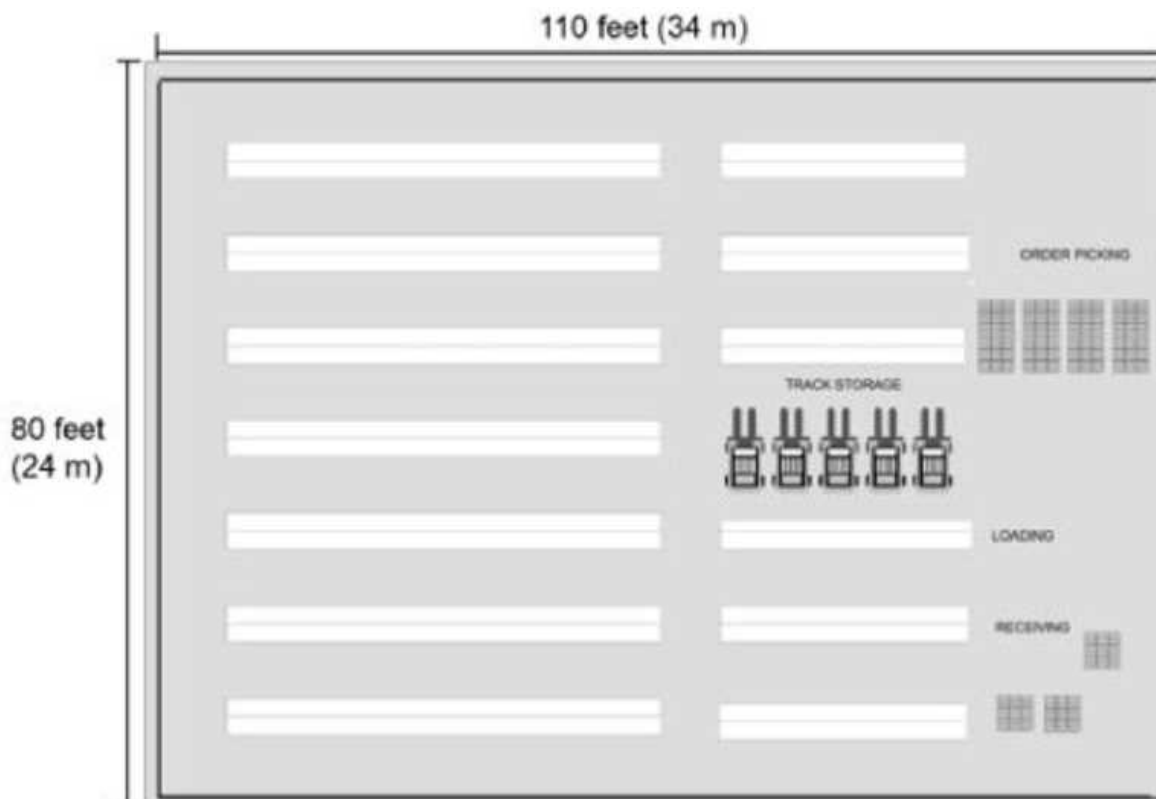 110 feet (34 m)
ORDER PICKING
TRACK STORAGE
80 feet
(24 m)
LOADING
RECEIVING